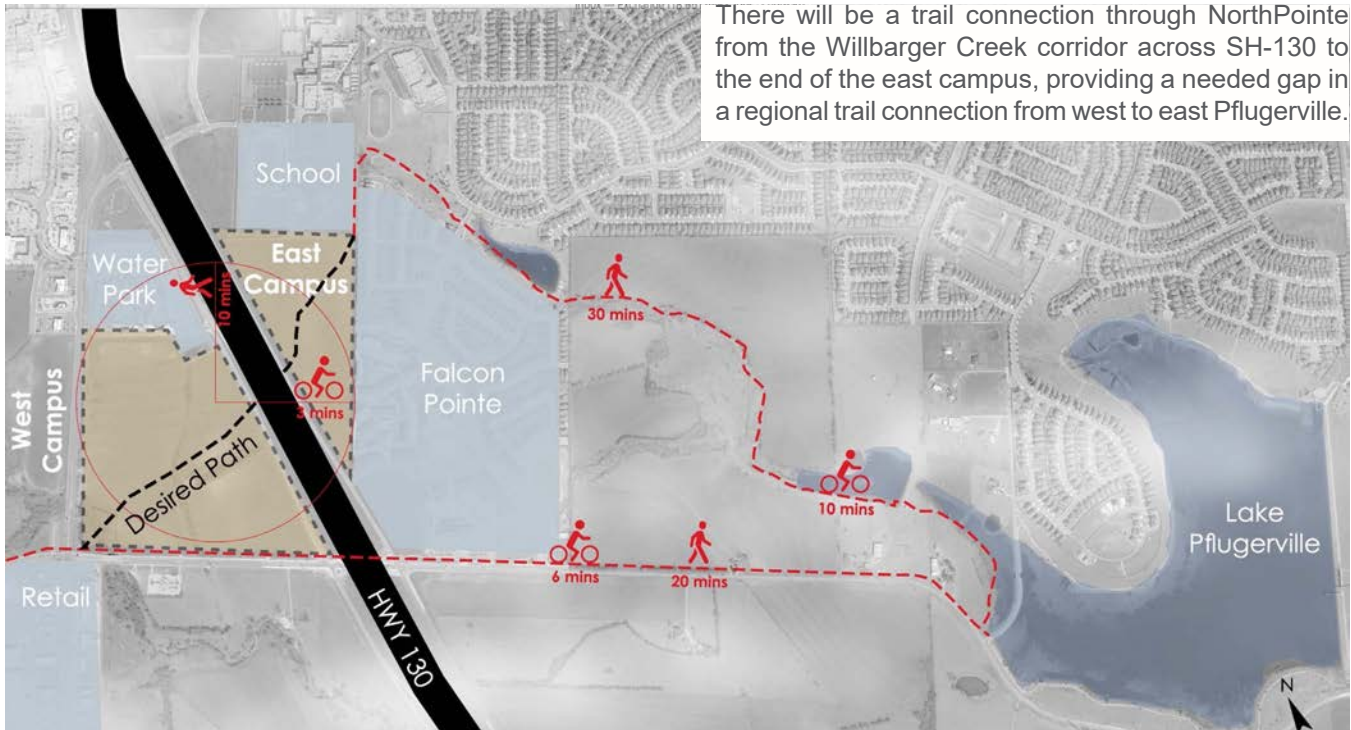 There will be a trail connection through NorthPointe
from the Willbarger Creek corridor across SH-130 to
the end of the east campus, providing a needed gap in
a regional trail connection from west to east Pflugerville.
School
East
Campus
Water
Park
10 mins
30 mins
Falcon
Pointe
3 mins
West
Campus
Desired Path
10 mins
Lake
Pflugerville
6 mins
20 mins
Retail
HWY 130
N